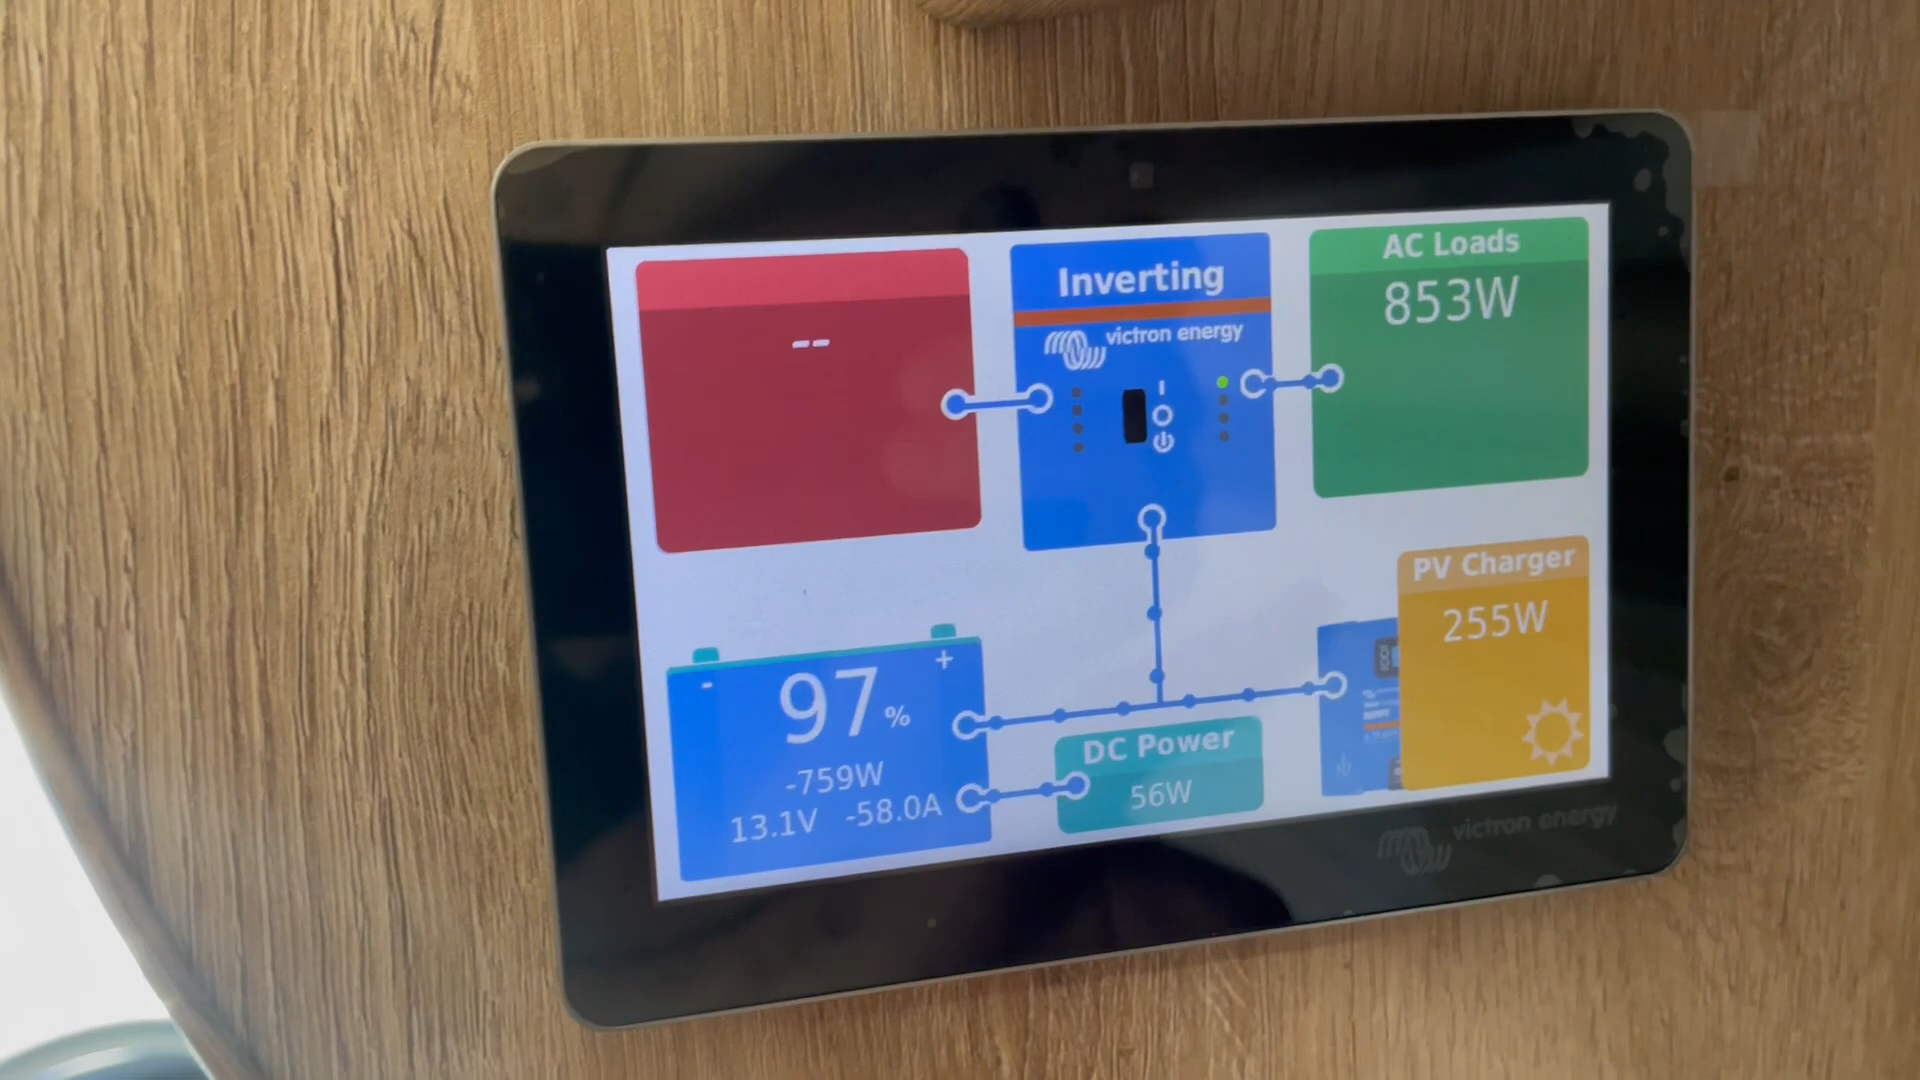 --
Inverting
victron energy
AC Loads
853W
97%
-759W
13.1V -58.0A
DC Power
56W
PV Charger
255W
victron energy